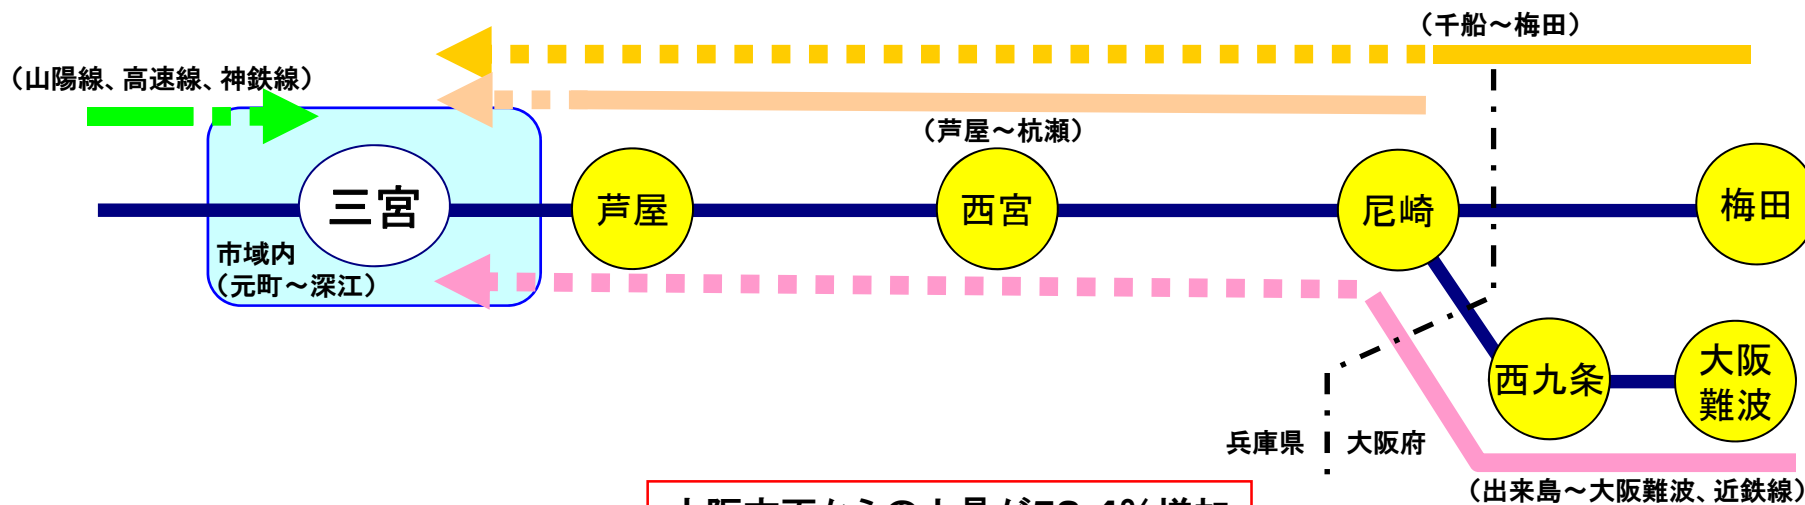 （千船～梅田）
（山陽線、高速線、神鉄線）
（芦屋～杭瀬）
三宮
芦屋
西宮
尼崎
梅田
市域内
（元町～深江）
西九条
大阪
難波
兵庫県
大阪府
（出来島～大阪難波、近鉄線）